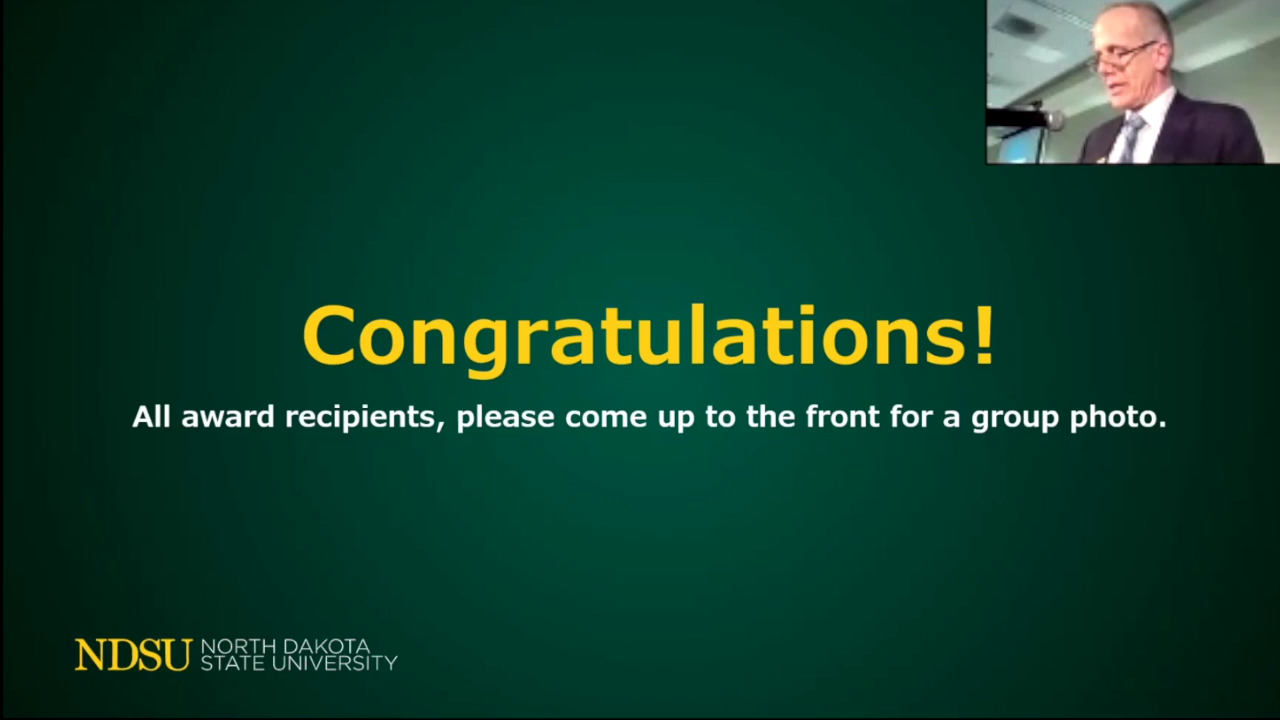 Congratulations!
All award recipients, please come up to the front for a group photo.
NDSU NORTH DAKOTA
STATE UNIVERSITY